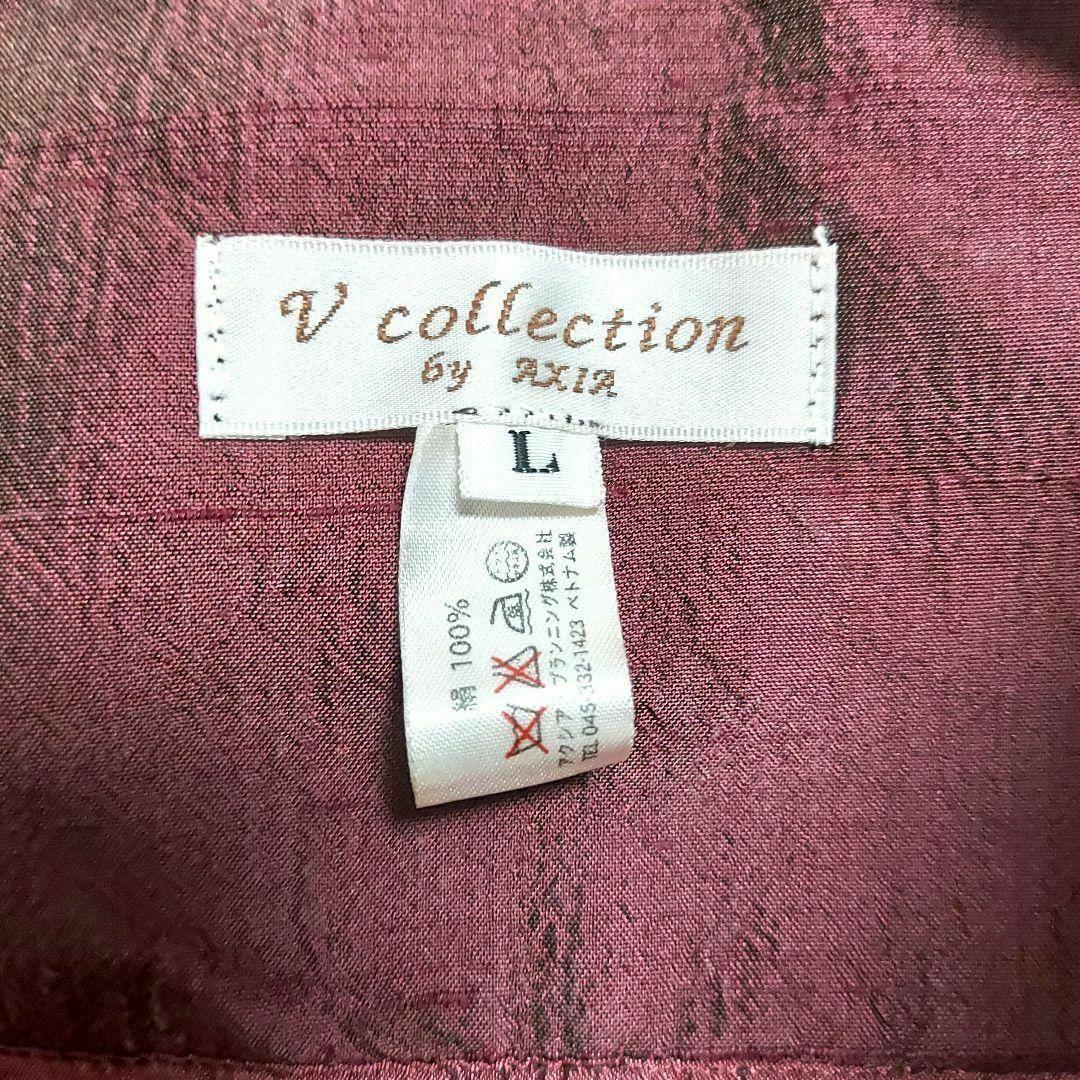 V collection
by AXIA
L
絹 100%
アクシア プランニング株式会社
TEL 045-332-1423 ベトナム製